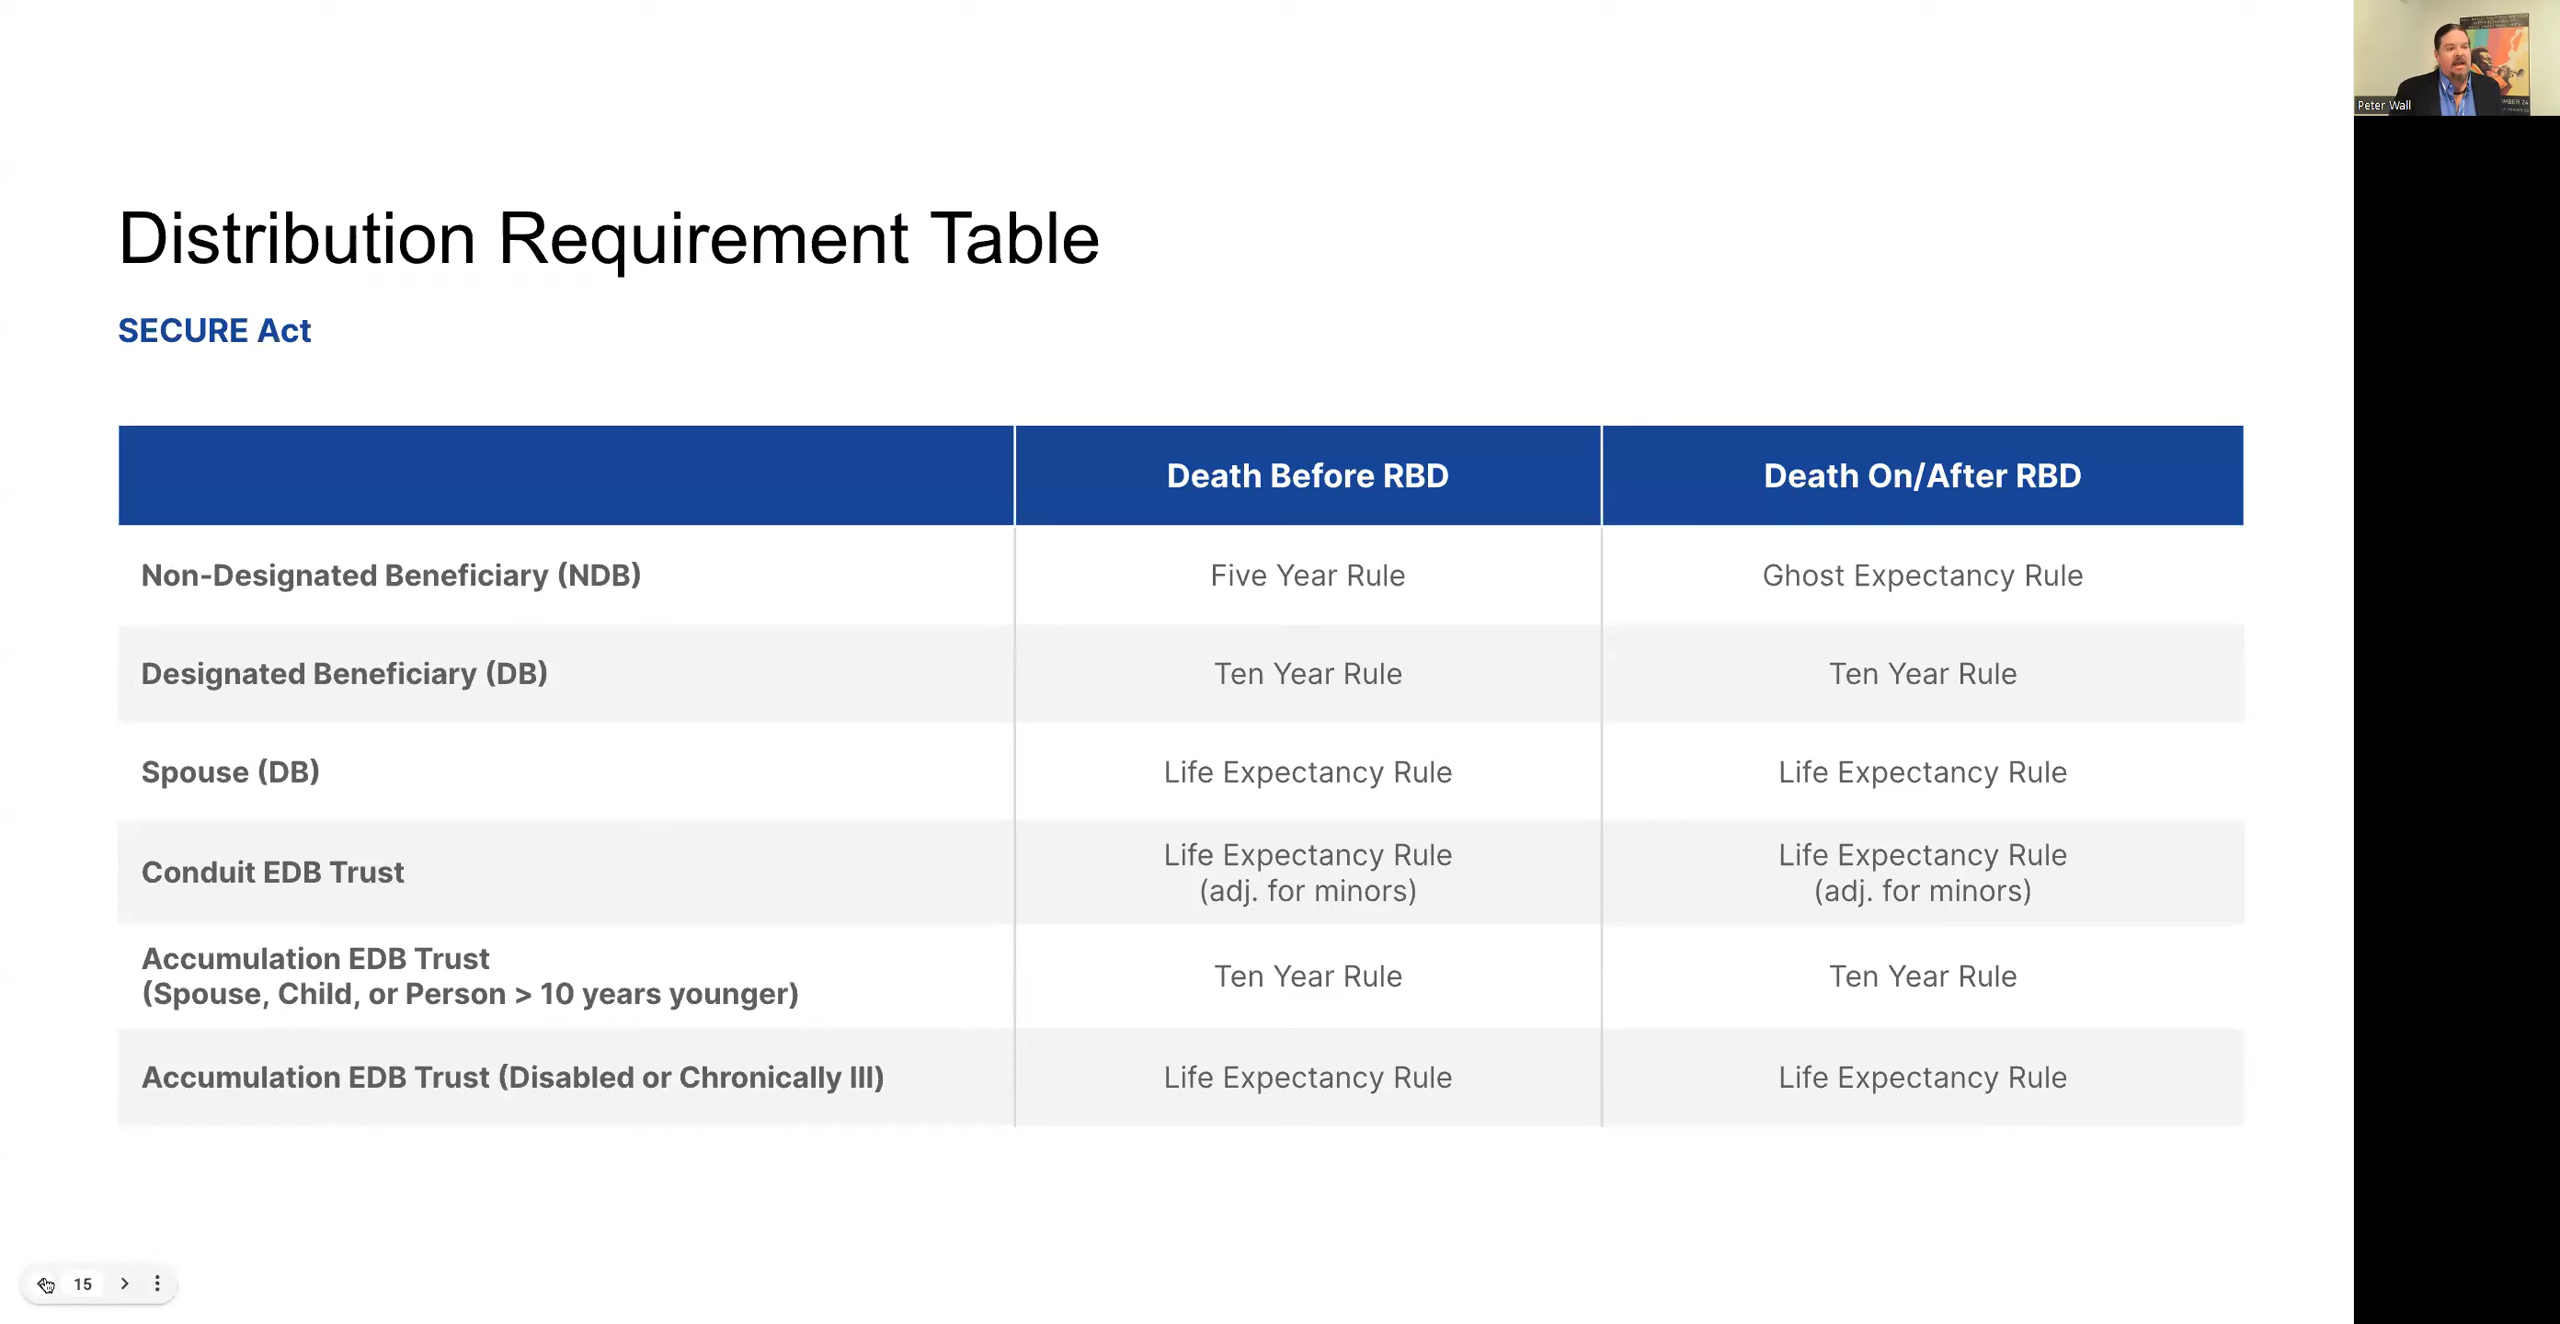 Distribution Requirement Table
SECURE Act
Death Before RBD
Death On/After RBD
Non-Designated Beneficiary (NDB)
Five Year Rule
Ghost Expectancy Rule
Designated Beneficiary (DB)
Ten Year Rule
Ten Year Rule
Spouse (DB)
Life Expectancy Rule
Life Expectancy Rule
Conduit EDB Trust
Life Expectancy Rule
(adj. for minors)
Life Expectancy Rule
(adj. for minors)
Accumulation EDB Trust
(Spouse, Child, or Person > 10 years younger)
Ten Year Rule
Ten Year Rule
Accumulation EDB Trust (Disabled or Chronically Ill)
Life Expectancy Rule
Life Expectancy Rule
15
Peter Wall